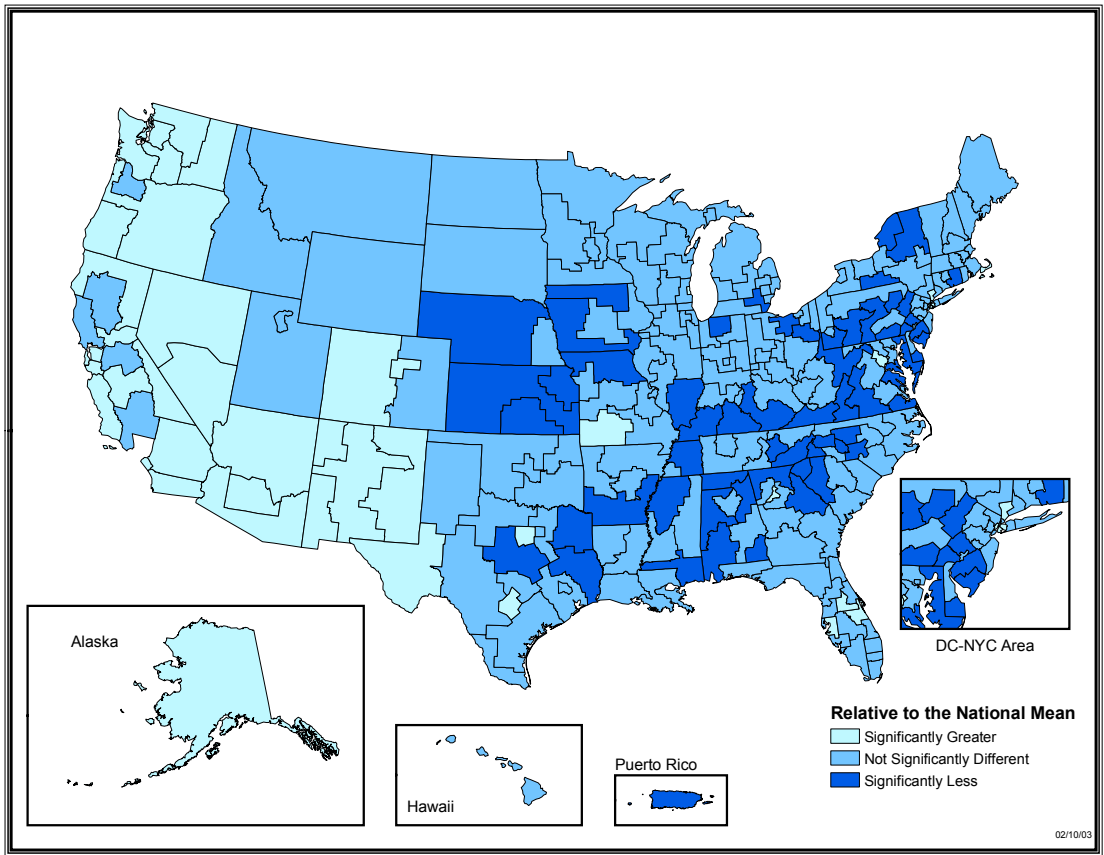 Alaska
Hawaii
Puerto Rico
DC-NYC Area
Relative to the National Mean
Significantly Greater
Not Significantly Different
Significantly Less
02/10/03